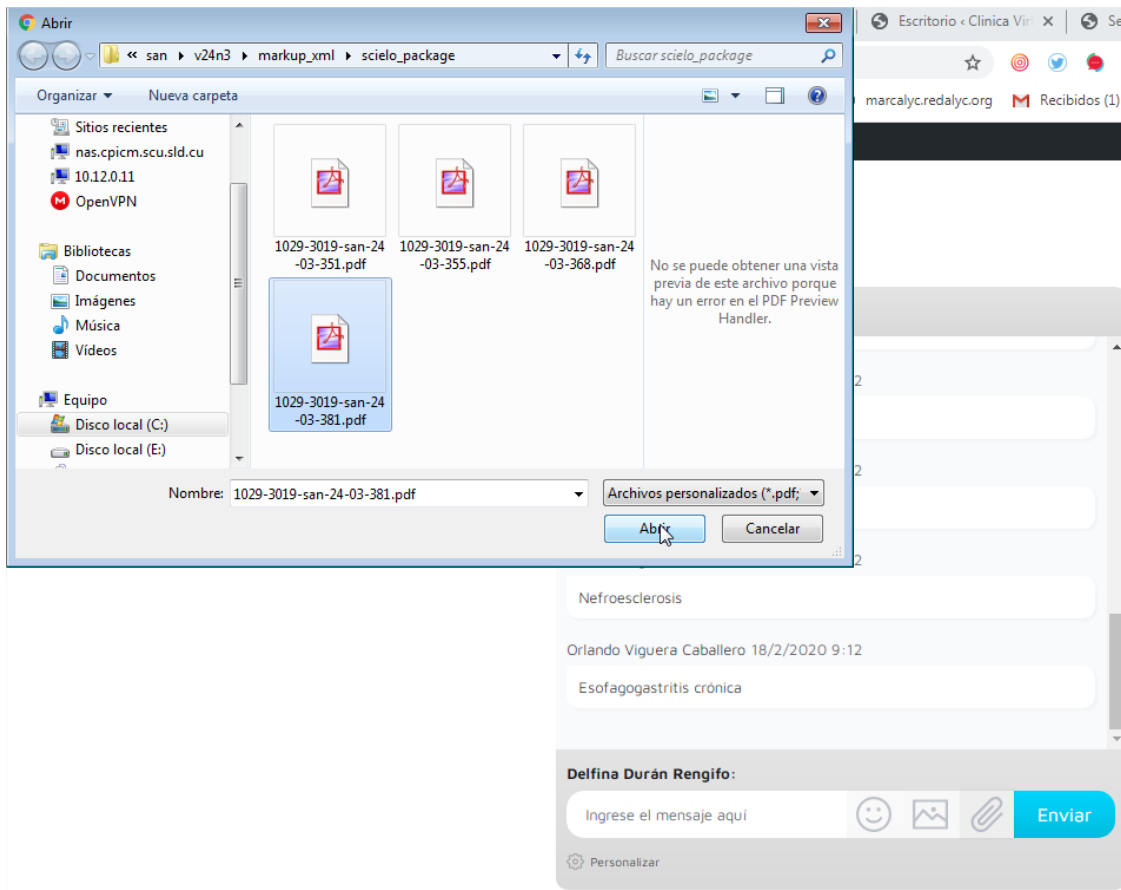 Abrir
« san v24n3 markup_xml scielo_package
Buscar scielo_package
Organizar
Nueva carpeta
Sitios recientes
nas.cpicm.scu.sld.cu
10.12.0.11
OpenVPN
Bibliotecas
Documentos
Imágenes
Música
Vídeos
Equipo
Disco local (C:)
Disco local (E:)
1029-3019-san-24
-03-351.pdf
1029-3019-san-24
-03-355.pdf
1029-3019-san-24
-03-368.pdf
1029-3019-san-24
-03-381.pdf
No se puede obtener una vista
previa de este archivo porque
hay un error en el PDF Preview
Handler.
Nombre: 1029-3019-san-24-03-381.pdf
Archivos personalizados (*.pdf;
Abrir
Cancelar
Escritorio ‹ Clinica Vir
Se
marcalyc.redalyc.org
Recibidos (1)
2
2
2
Nefroesclerosis
Orlando Viguera Caballero 18/2/2020 9:12
Esofagogastritis crónica
Delfina Durán Rengifo:
Ingrese el mensaje aquí
Enviar
Personalizar